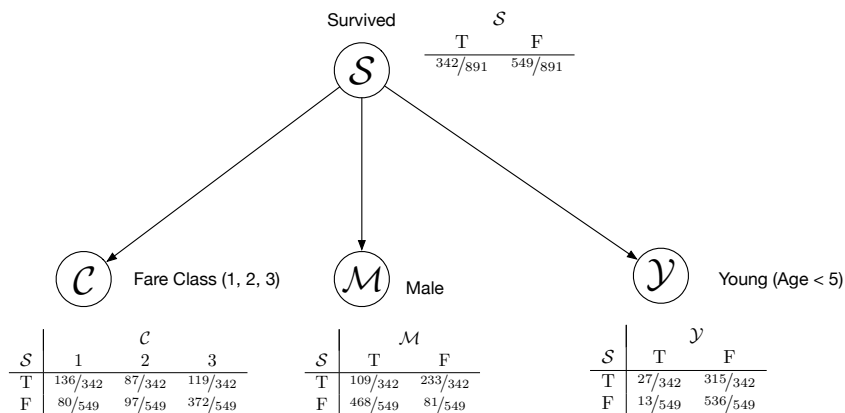 Survived
S
T F
342/891 549/891
S
C
Fare Class (1, 2, 3)
M
Male
Y
Young (Age < 5)
C
S 1 2 3
T 136/342 87/342 119/342
F 80/549 97/549 372/549
M
S T F
T 109/342 233/342
F 468/549 81/549
Y
S T F
T 27/342 315/342
F 13/549 536/549